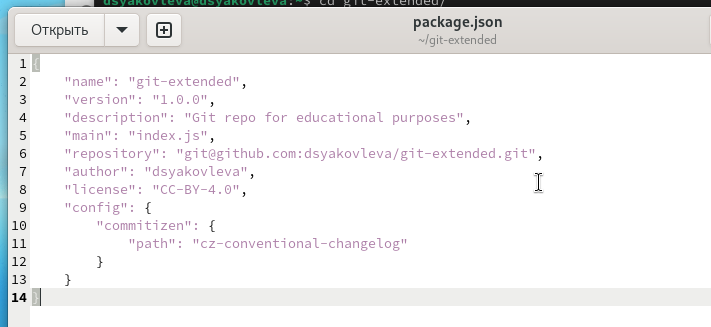 dsyakovleva@dsyakovleva:~$ cd git-extended/
Открыть
package.json
~/git-extended
1 {
2     "name": "git-extended",
3     "version": "1.0.0",
4     "description": "Git repo for educational purposes",
5     "main": "index.js",
6     "repository": "git@github.com:dsyakovleva/git-extended.git",
7     "author": "dsyakovleva",
8     "license": "CC-BY-4.0",
9     "config": {
10         "commitizen": {
11             "path": "cz-conventional-changelog"
12         }
13     }
14 }